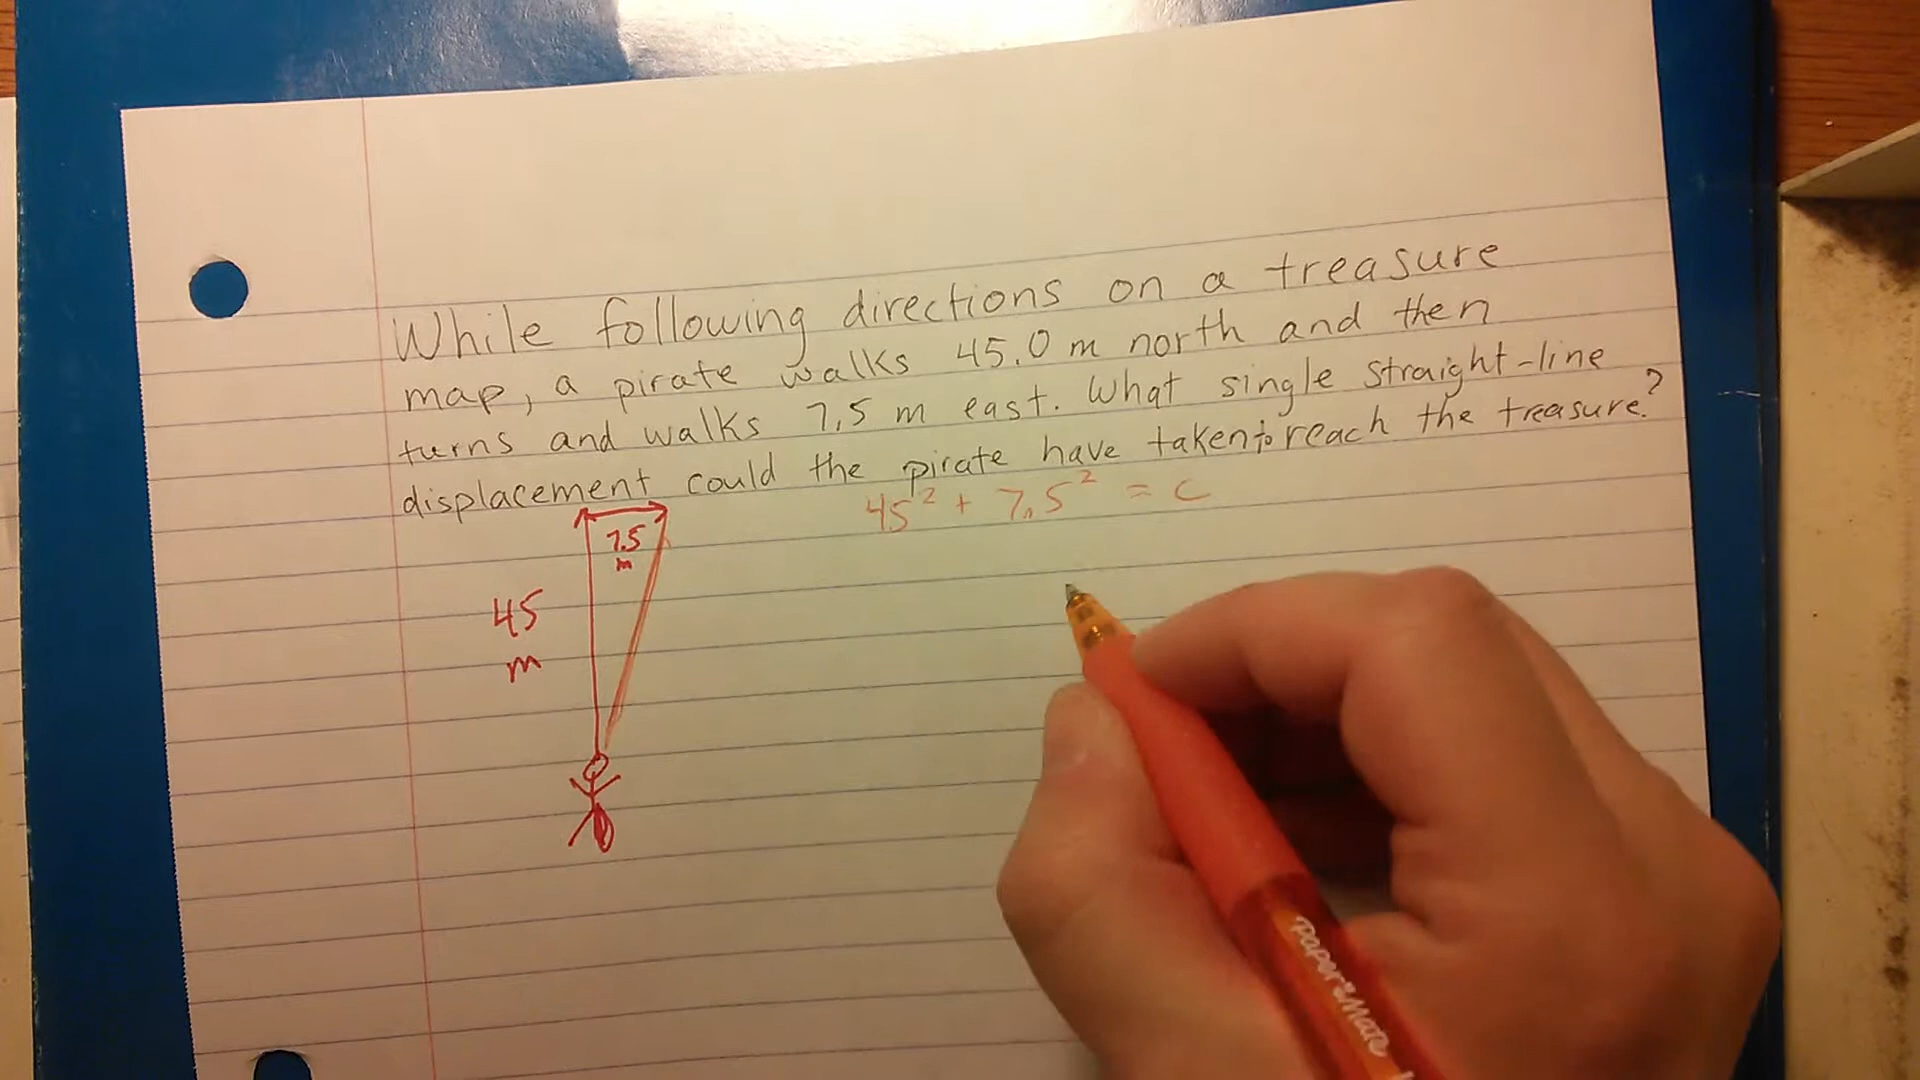 While following directions on a treasure
map, a pirate walks 45.0 m north and then
turns and walks 7.5 m east. What single straight-line
displacement could the pirate have taken to reach the treasure?
45² + 7.5² = c
7.5
m
45
m
Paper Mate